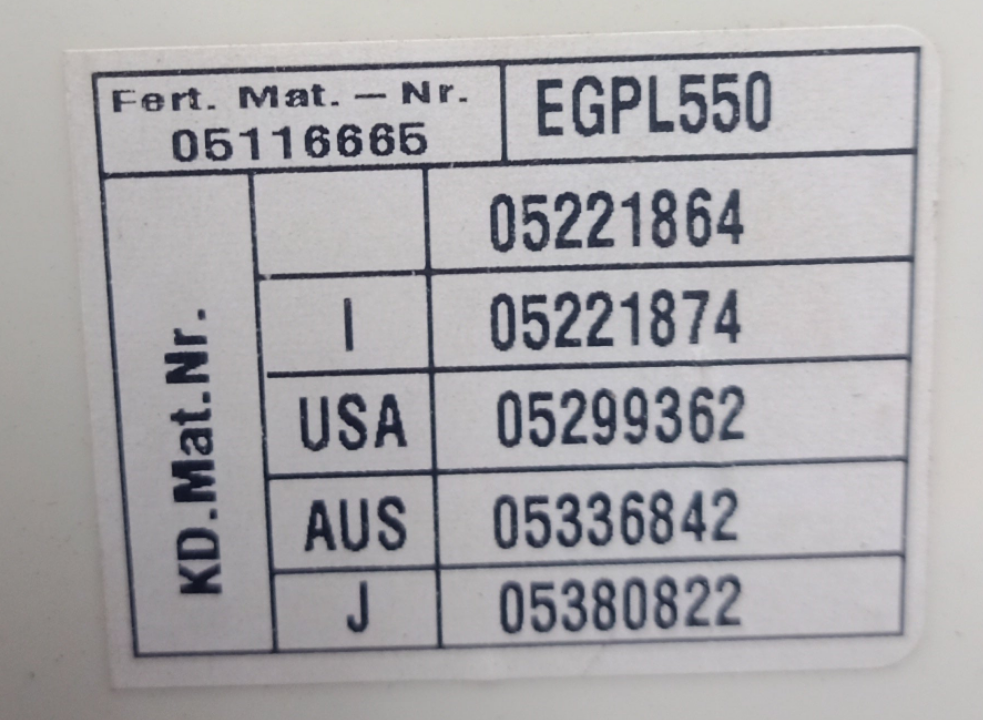 Fert. Mat. – Nr.
05116665
EGPL550
KD.Mat.Nr.
05221864
I 05221874
USA 05299362
AUS 05336842
J 05380822